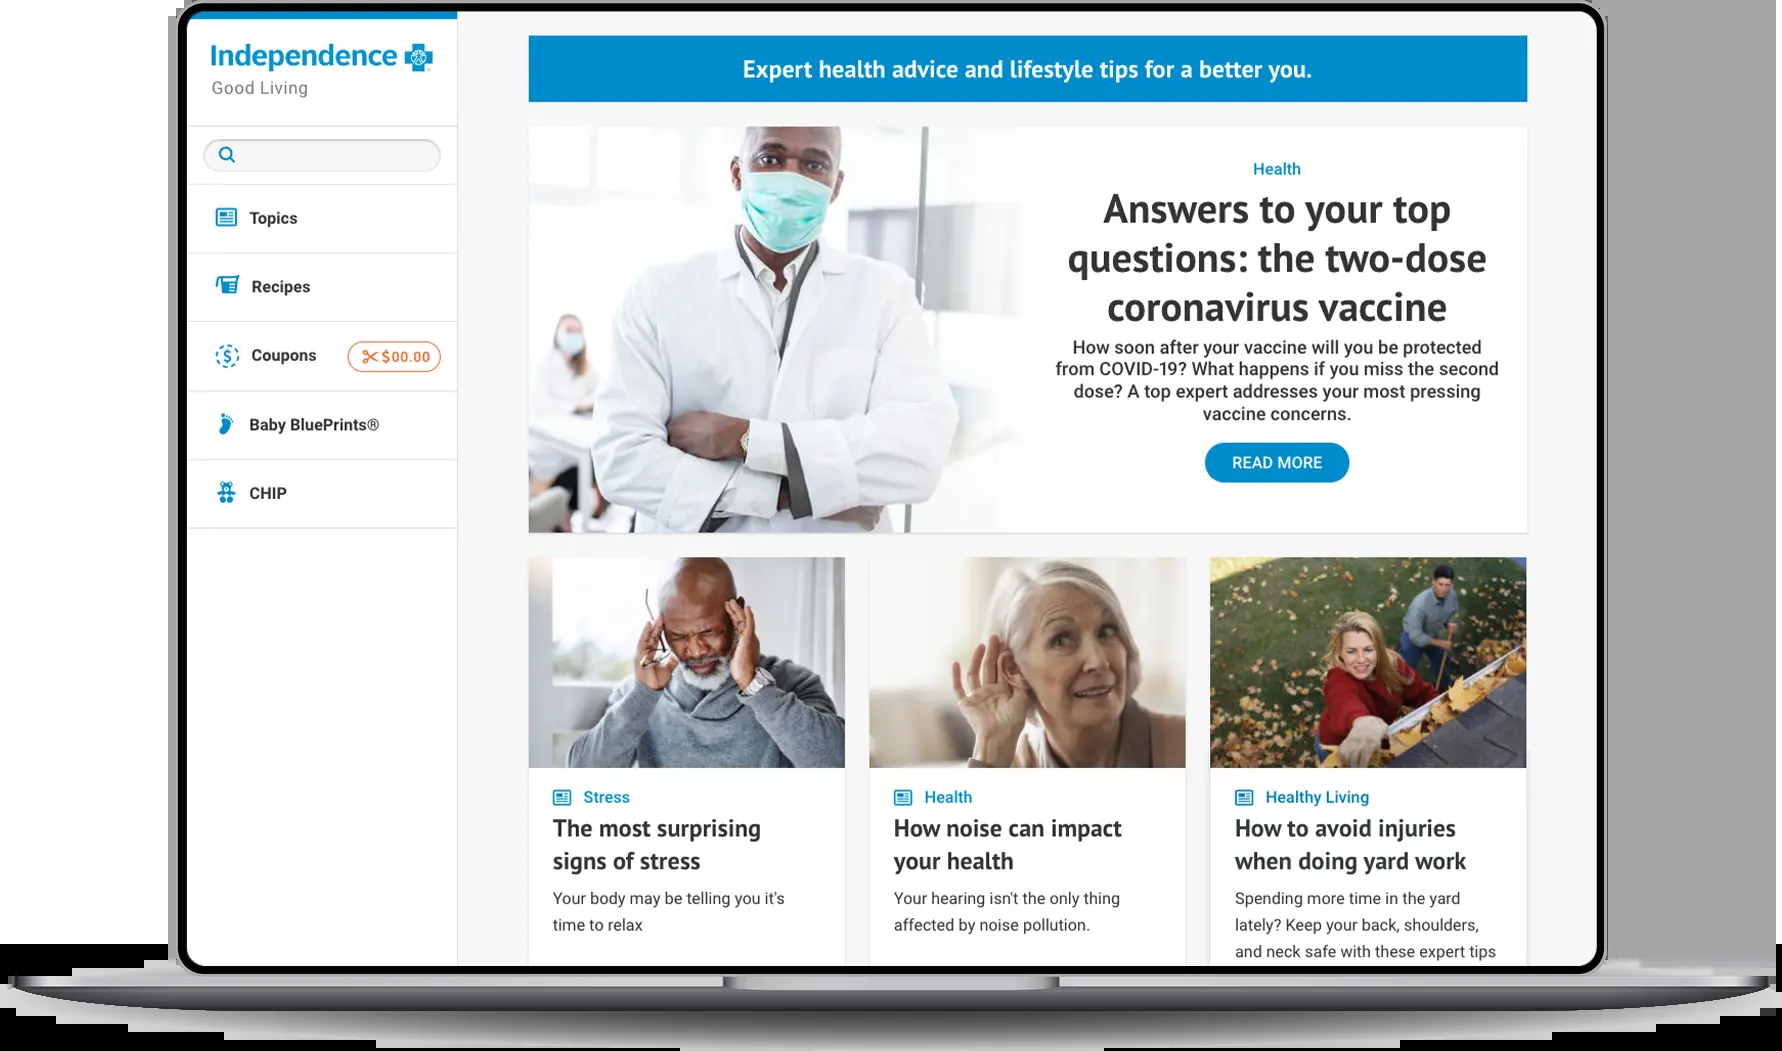 Independence
Good Living
Topics
Recipes
Coupons
$00.00
Baby BluePrints®
CHIP
Expert health advice and lifestyle tips for a better you.
Health
Answers to your top
questions: the two-dose
coronavirus vaccine
How soon after your vaccine will you be protected
from COVID-19? What happens if you miss the second
dose? A top expert addresses your most pressing
vaccine concerns.
READ MORE
Stress
The most surprising
signs of stress
Your body may be telling you it's
time to relax
Health
How noise can impact
your health
Your hearing isn't the only thing
affected by noise pollution.
Healthy Living
How to avoid injuries
when doing yard work
Spending more time in the yard
lately? Keep your back, shoulders,
and neck safe with these expert tips